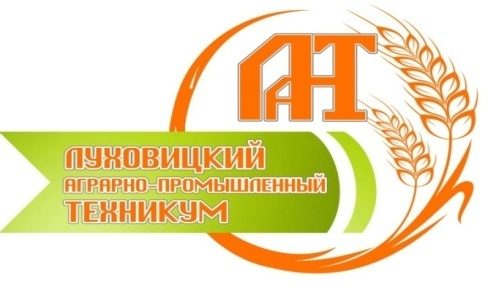 ЛАТ
ЛУХОВИЦКИЙ
АГРАРНО-ПРОМЫШЛЕННЫЙ
ТЕХНИКУМ